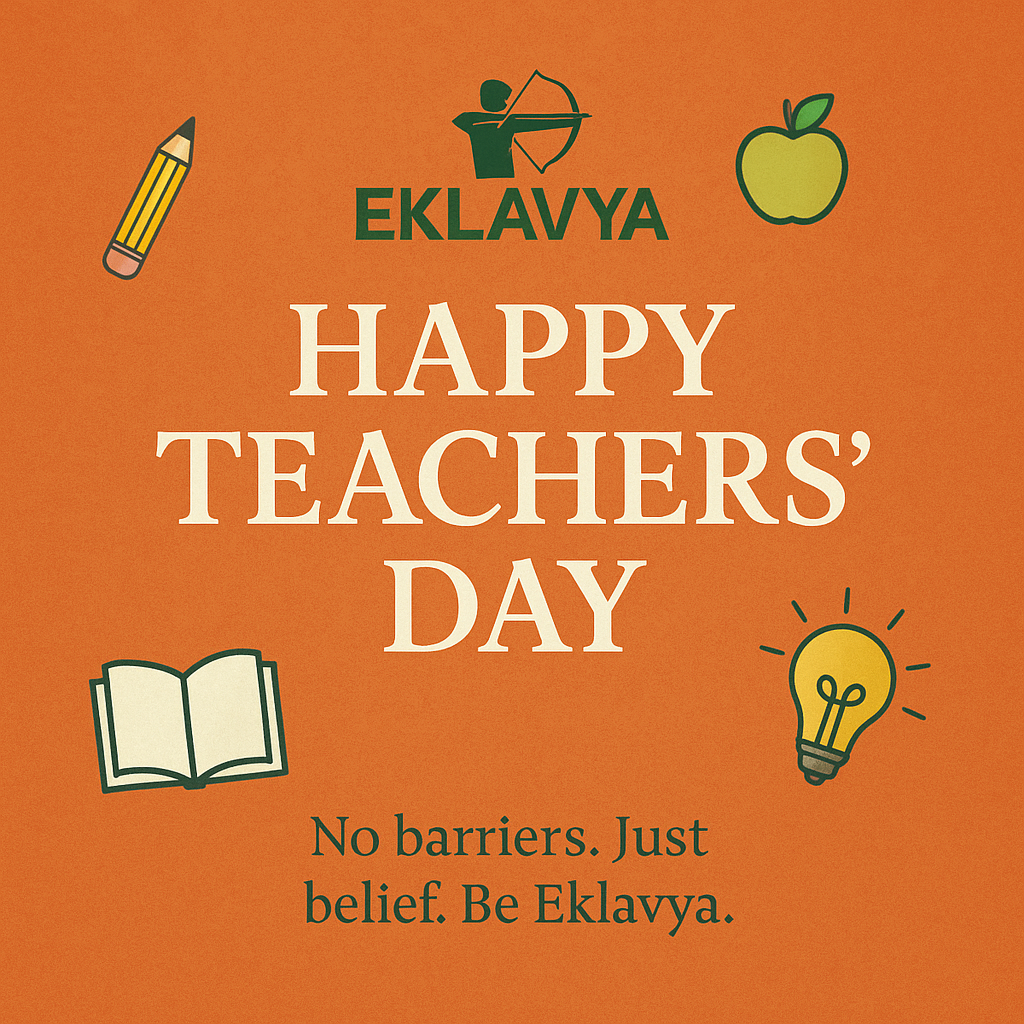 EKLAVYA
HAPPY
TEACHERS’
DAY
No barriers. Just
belief. Be Eklavya.